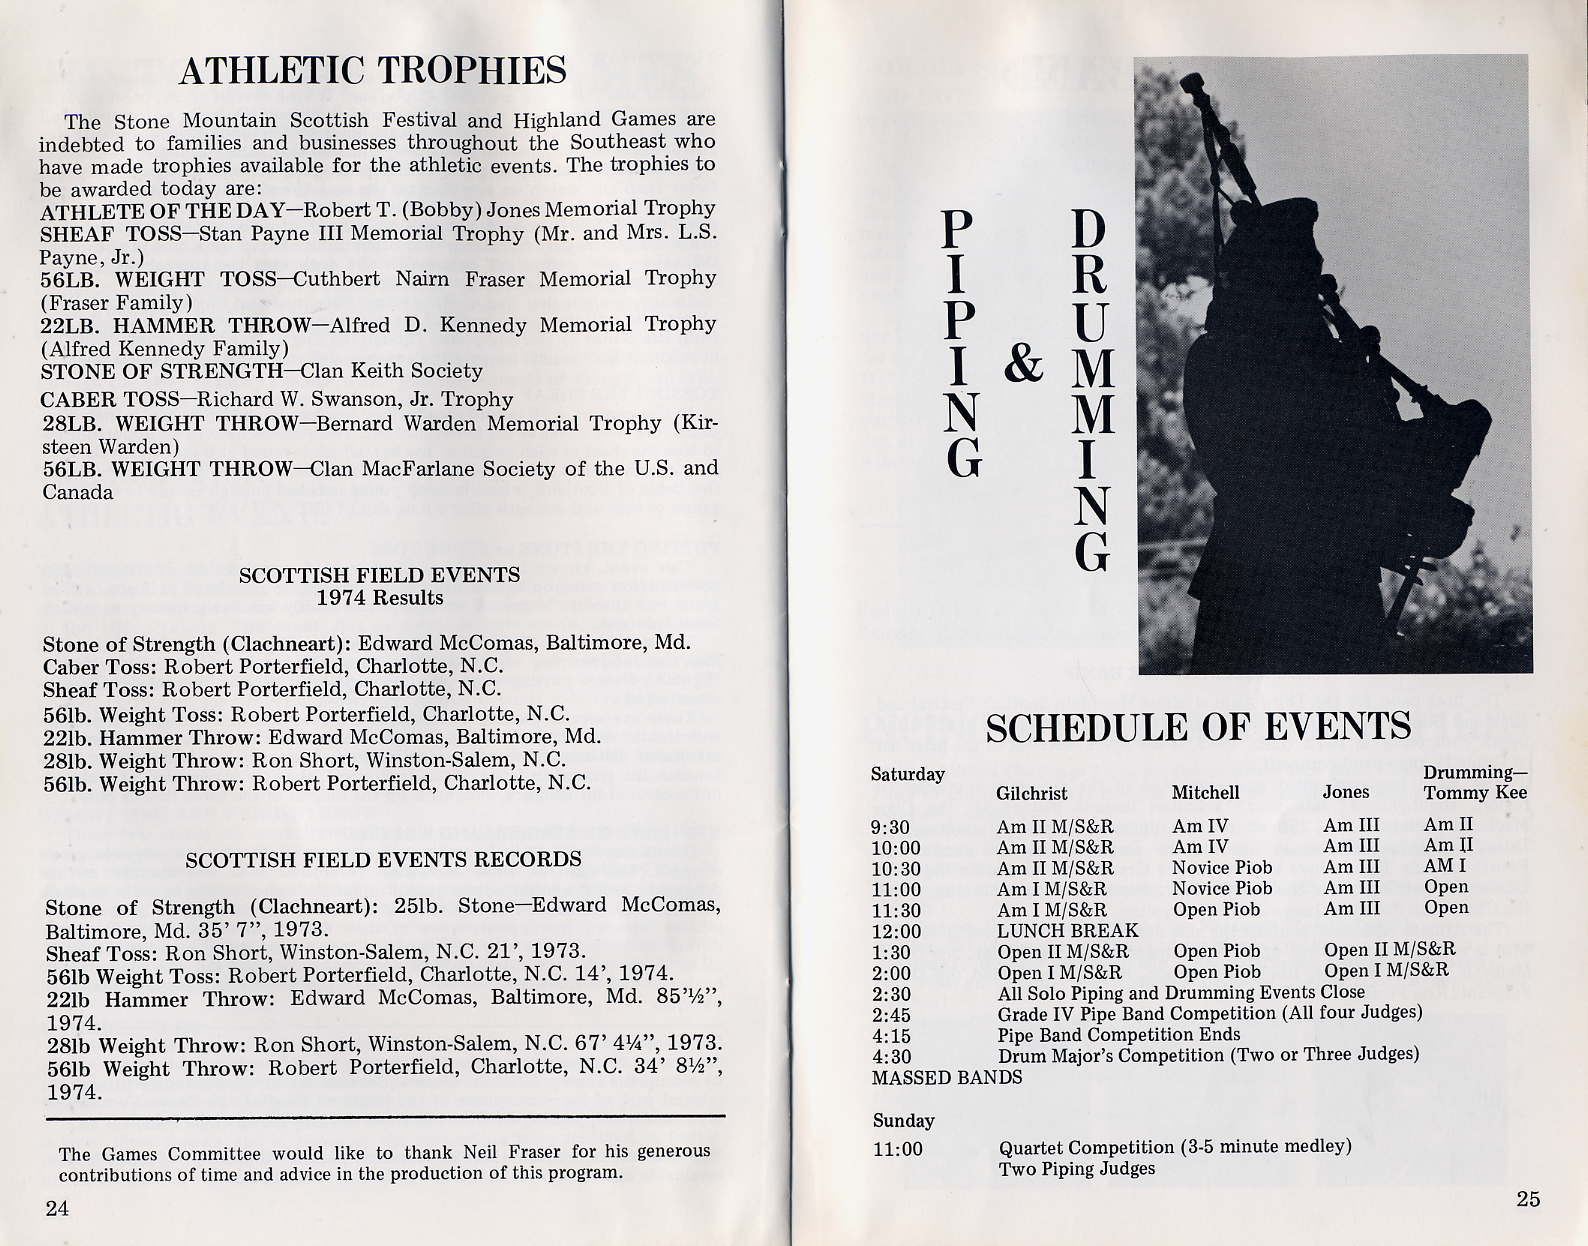 ATHLETIC TROPHIES
The Stone Mountain Scottish Festival and Highland Games are
indebted to families and businesses throughout the Southeast who
have made trophies available for the athletic events. The trophies to
be awarded today are:
ATHLETE OF THE DAY—Robert T. (Bobby) Jones Memorial Trophy
SHEAF TOSS—Stan Payne III Memorial Trophy (Mr. and Mrs. L.S.
Payne, Jr.)
56LB. WEIGHT TOSS—Cuthbert Nairn Fraser Memorial Trophy
(Fraser Family)
22LB. HAMMER THROW—Alfred D. Kennedy Memorial Trophy
(Alfred Kennedy Family)
STONE OF STRENGTH—Clan Keith Society
CABER TOSS—Richard W. Swanson, Jr. Trophy
28LB. WEIGHT THROW—Bernard Warden Memorial Trophy (Kir-
steen Warden)
56LB. WEIGHT THROW—Clan MacFarlane Society of the U.S. and
Canada
SCOTTISH FIELD EVENTS
1974 Results
Stone of Strength (Clachneart): Edward McComas, Baltimore, Md.
Caber Toss: Robert Porterfield, Charlotte, N.C.
Sheaf Toss: Robert Porterfield, Charlotte, N.C.
56lb. Weight Toss: Robert Porterfield, Charlotte, N.C.
22lb. Hammer Throw: Edward McComas, Baltimore, Md.
28lb. Weight Throw: Ron Short, Winston-Salem, N.C.
56lb. Weight Throw: Robert Porterfield, Charlotte, N.C.
SCOTTISH FIELD EVENTS RECORDS
Stone of Strength (Clachneart): 25lb. Stone—Edward McComas,
Baltimore, Md. 35’ 7”, 1973.
Sheaf Toss: Ron Short, Winston-Salem, N.C. 21’, 1973.
56lb Weight Toss: Robert Porterfield, Charlotte, N.C. 14’, 1974.
22lb Hammer Throw: Edward McComas, Baltimore, Md. 85’½”,
1974.
28lb Weight Throw: Ron Short, Winston-Salem, N.C. 67’ 4¼”, 1973.
56lb Weight Throw: Robert Porterfield, Charlotte, N.C. 34’ 8½”,
1974.
The Games Committee would like to thank Neil Fraser for his generous
contributions of time and advice in the production of this program.
24
PIPING
&
DRUMMING
SCHEDULE OF EVENTS
Saturday Gilchrist Mitchell Jones Drumming—
Tommy Kee
9:30 Am II M/S&R Am IV Am III Am II
10:00 Am II M/S&R Am IV Am III Am II
10:30 Am II M/S&R Novice Piob Am III AM I
11:00 Am I M/S&R Novice Piob Am III Open
11:30 Am I M/S&R Open Piob Am III Open
12:00 LUNCH BREAK
1:30 Open II M/S&R Open Piob Open II M/S&R
2:00 Open I M/S&R Open Piob Open I M/S&R
2:30 All Solo Piping and Drumming Events Close
2:45 Grade IV Pipe Band Competition (All four Judges)
4:15 Pipe Band Competition Ends
4:30 Drum Major’s Competition (Two or Three Judges)
MASSED BANDS
Sunday
11:00 Quartet Competition (3-5 minute medley)
Two Piping Judges
25